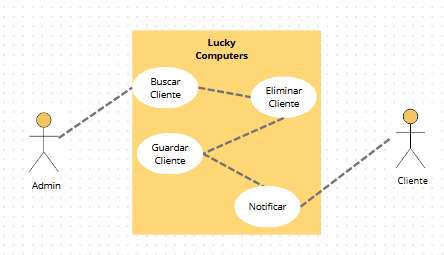 Lucky
Computers
Buscar
Cliente
Eliminar
Cliente
Guardar
Cliente
Notificar
Admin
Cliente